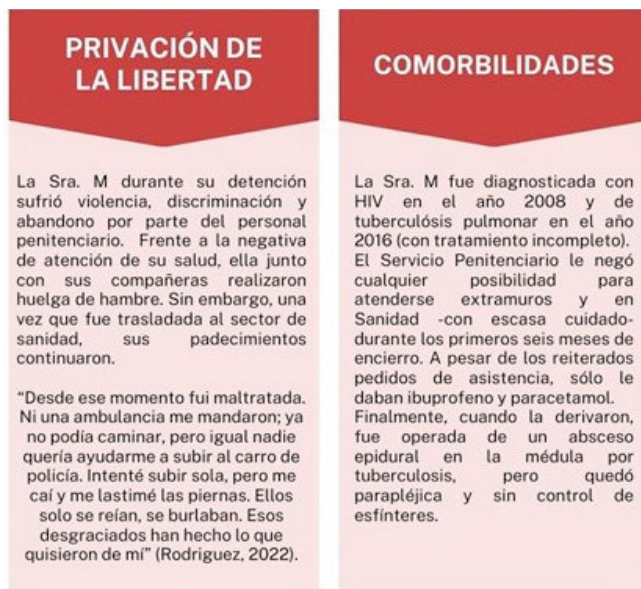 PRIVACIÓN DE
LA LIBERTAD
La Sra. M durante su detención
sufrió violencia, discriminación y
abandono por parte del personal
penitenciario. Frente a la negativa
de atención de su salud, ella junto
con sus compañeras realizaron
huelga de hambre. Sin embargo, una
vez que fue trasladada al sector de
sanidad, sus padecimientos
continuaron.
“Desde ese momento fui maltratada.
Ni una ambulancia me mandaron; ya
no podía caminar, pero igual nadie
quería ayudarme a subir al carro de
policía. Intenté subir sola, pero me
caí y me lastimé las piernas. Ellos
solo se reían, se burlaban. Esos
desgraciados han hecho lo que
quisieron de mí” (Rodriguez, 2022).
COMORBILIDADES
La Sra. M fue diagnosticada con
HIV en el año 2008 y de
tuberculósis pulmonar en el año
2016 (con tratamiento incompleto).
El Servicio Penitenciario le negó
cualquier posibilidad para
atenderse extramuros y en
Sanidad -con escasa cuidado-
durante los primeros seis meses de
encierro. A pesar de los reiterados
pedidos de asistencia, sólo le
daban ibuprofeno y paracetamol.
Finalmente, cuando la derivaron,
fue operada de un absceso
epidural en la médula por
tuberculosis, pero quedó
parapléjica y sin control de
esfínteres.